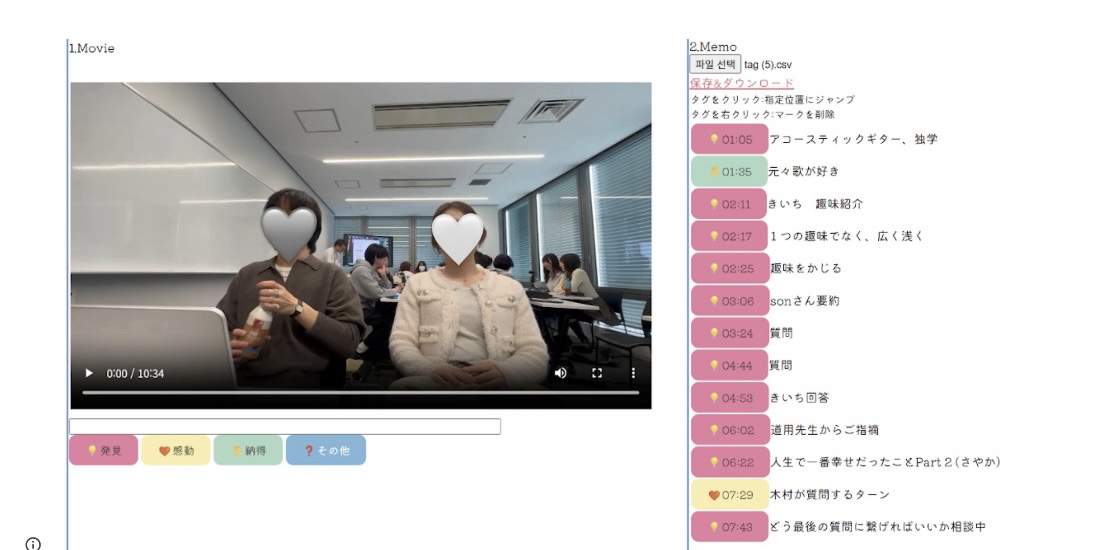 1.Movie
0:00 / 10:34
発見
感動
納得
その他
2.Memo
파일 선택 tag (5).csv
保存&ダウンロード
タグをクリック:指定位置にジャンプ
タグを右クリック:マークを削除
01:05 アコースティックギター、独学
01:35 元々歌が好き
02:11 きいち　趣味紹介
02:17 1つの趣味でなく、広く浅く
02:25 趣味をかじる
03:06 sonさん要約
03:24 質問
04:44 質問
04:53 きいち回答
06:02 道用先生からご指摘
06:22 人生で一番幸せだったことPart2(さやか)
07:29 木村が質問するターン
07:43 どう最後の質問に繋げればいいか相談中